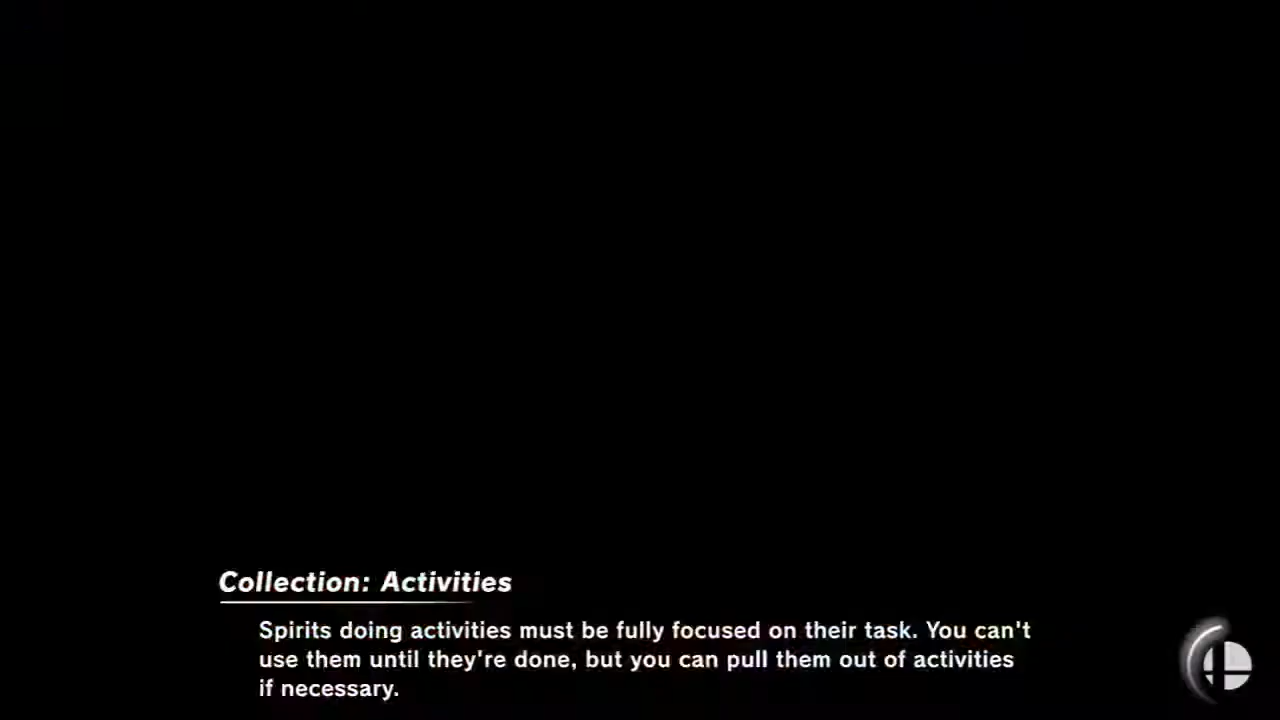 Collection: Activities
Spirits doing activities must be fully focused on their task. You can't
use them until they're done, but you can pull them out of activities
if necessary.